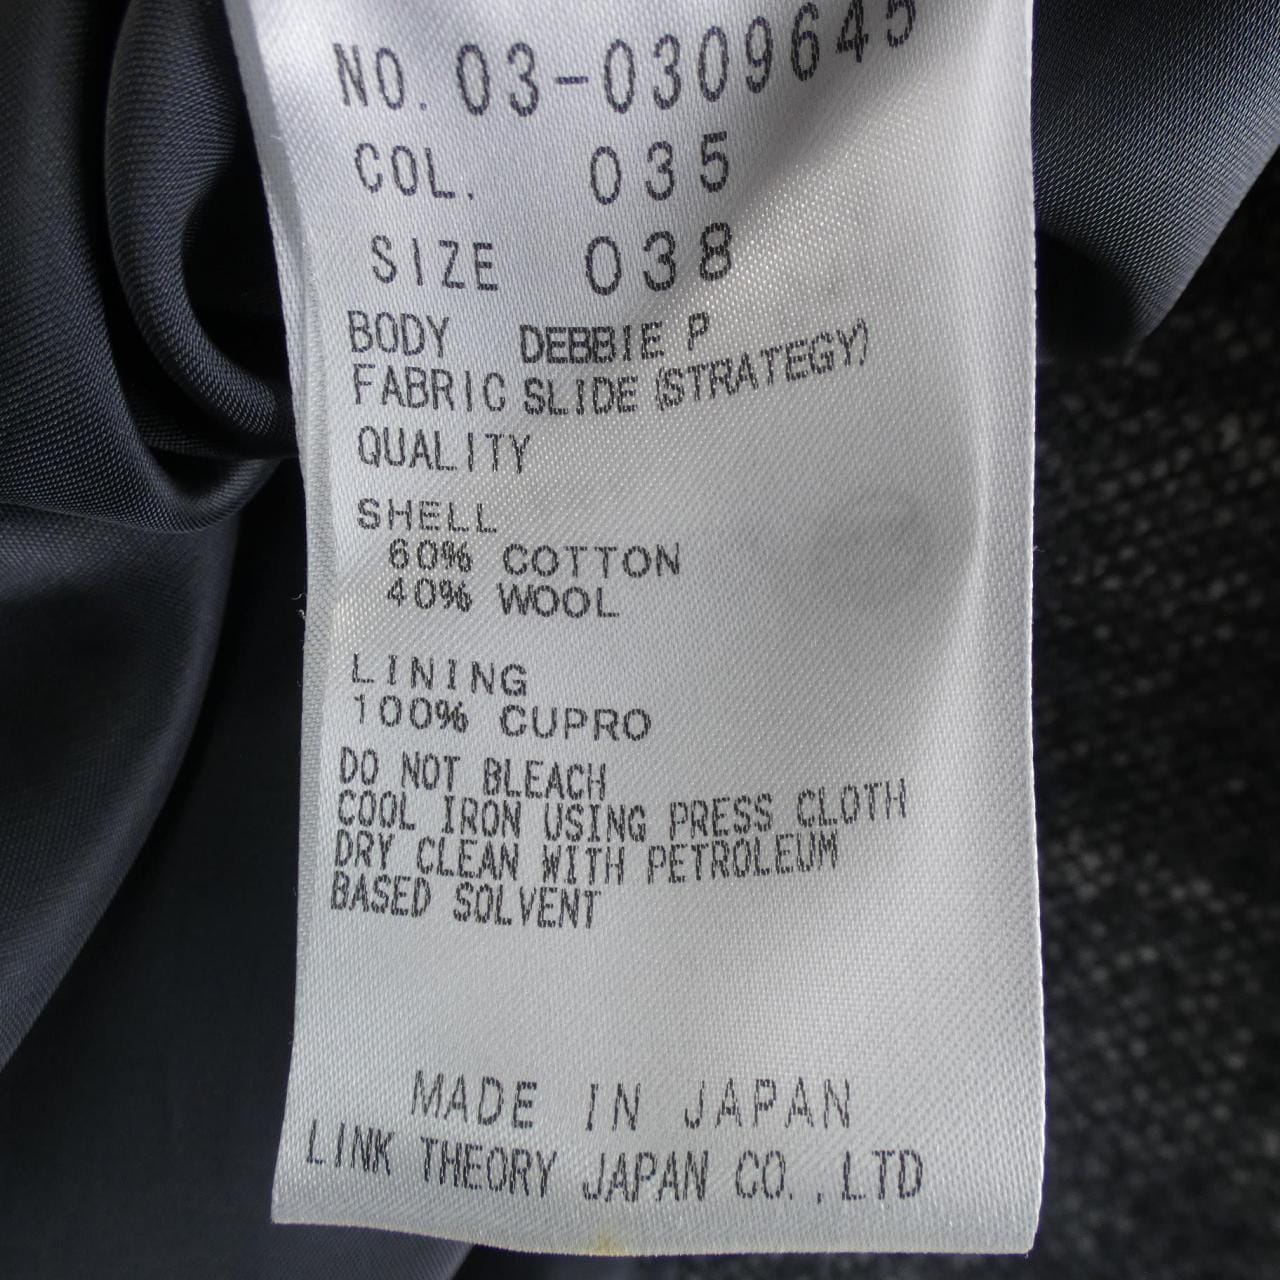 NO. 03-0309645
COL. 035
SIZE 038
BODY DEBBIE P
FABRIC SLIDE (STRATEGY)
QUALITY
SHELL
60% COTTON
40% WOOL
LINING
100% CUPRO
DO NOT BLEACH
COOL IRON USING PRESS CLOTH
DRY CLEAN WITH PETROLEUM
BASED SOLVENT
MADE IN JAPAN
LINK THEORY JAPAN CO., LTD